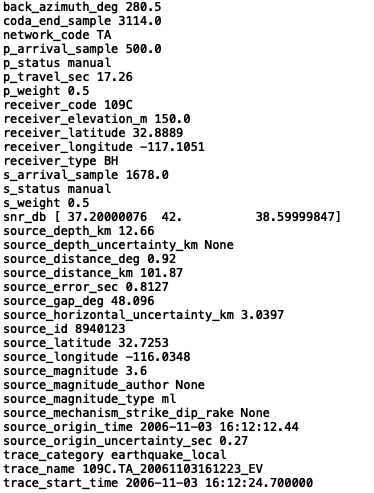 back_azimuth_deg 280.5
coda_end_sample 3114.0
network_code TA
p_arrival_sample 500.0
p_status manual
p_travel_sec 17.26
p_weight 0.5
receiver_code 109C
receiver_elevation_m 150.0
receiver_latitude 32.8889
receiver_longitude -117.1051
receiver_type BH
s_arrival_sample 1678.0
s_status manual
s_weight 0.5
snr_db [ 37.20000076  42.          38.59999847]
source_depth_km 12.66
source_depth_uncertainty_km None
source_distance_deg 0.92
source_distance_km 101.87
source_error_sec 0.8127
source_gap_deg 48.096
source_horizontal_uncertainty_km 3.0397
source_id 8940123
source_latitude 32.7253
source_longitude -116.0348
source_magnitude 3.6
source_magnitude_author None
source_magnitude_type ml
source_mechanism_strike_dip_rake None
source_origin_time 2006-11-03 16:12:12.44
source_origin_uncertainty_sec 0.27
trace_category earthquake_local
trace_name 109C.TA_20061103161223_EV
trace_start_time 2006-11-03 16:12:24.700000